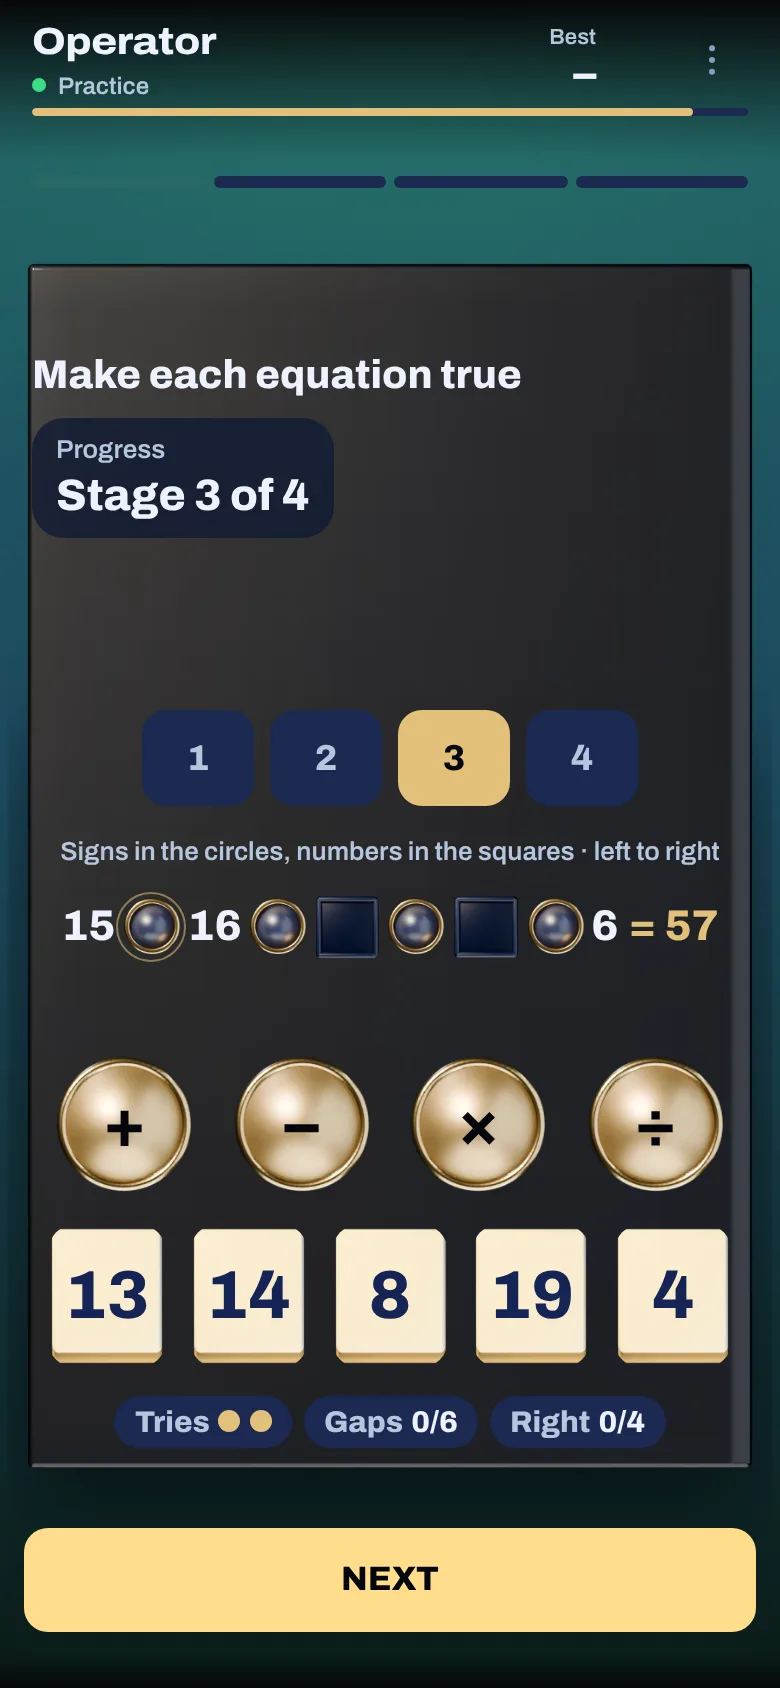 Operator
Best
Practice
–
Make each equation true
Progress
Stage 3 of 4
1 2 3 4
Signs in the circles, numbers in the squares · left to right
15 16 6 = 57
+ − × ÷
13 14 8 19 4
Tries Gaps 0/6 Right 0/4
NEXT